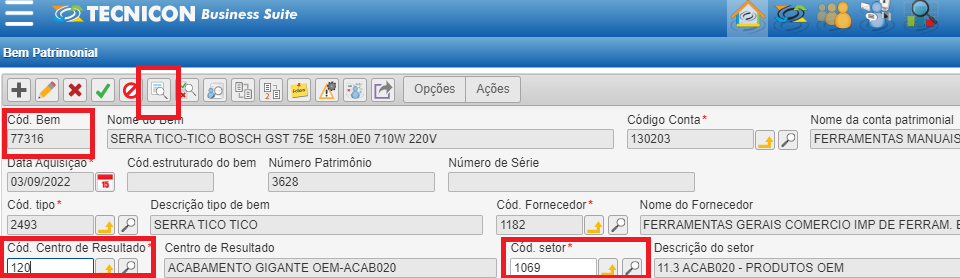 TECNICON Business Suite
Bem Patrimonial
Opções Ações
Cód. Bem Nome do Bem Código Conta* Nome da conta patrimonial
77316 SERRA TICO-TICO BOSCH GST 75E 158H.0E0 710W 220V 130203 FERRAMENTAS MANUAIS
Data Aquisição* Cód.estruturado do bem Número Patrimônio Número de Série
03/09/2022 15 3628
Cód. tipo* Descrição tipo de bem Cód. Fornecedor* Nome do Fornecedor
2493 SERRA TICO TICO 1182 FERRAGENS GERAIS COMERCIO IMP DE FERRAM. E
Cód. Centro de Resultado* Centro de Resultado Cód. setor* Descrição do setor
120 ACABAMENTO GIGANTE OEM-ACAB020 1069 11.3 ACAB020 - PRODUTOS OEM